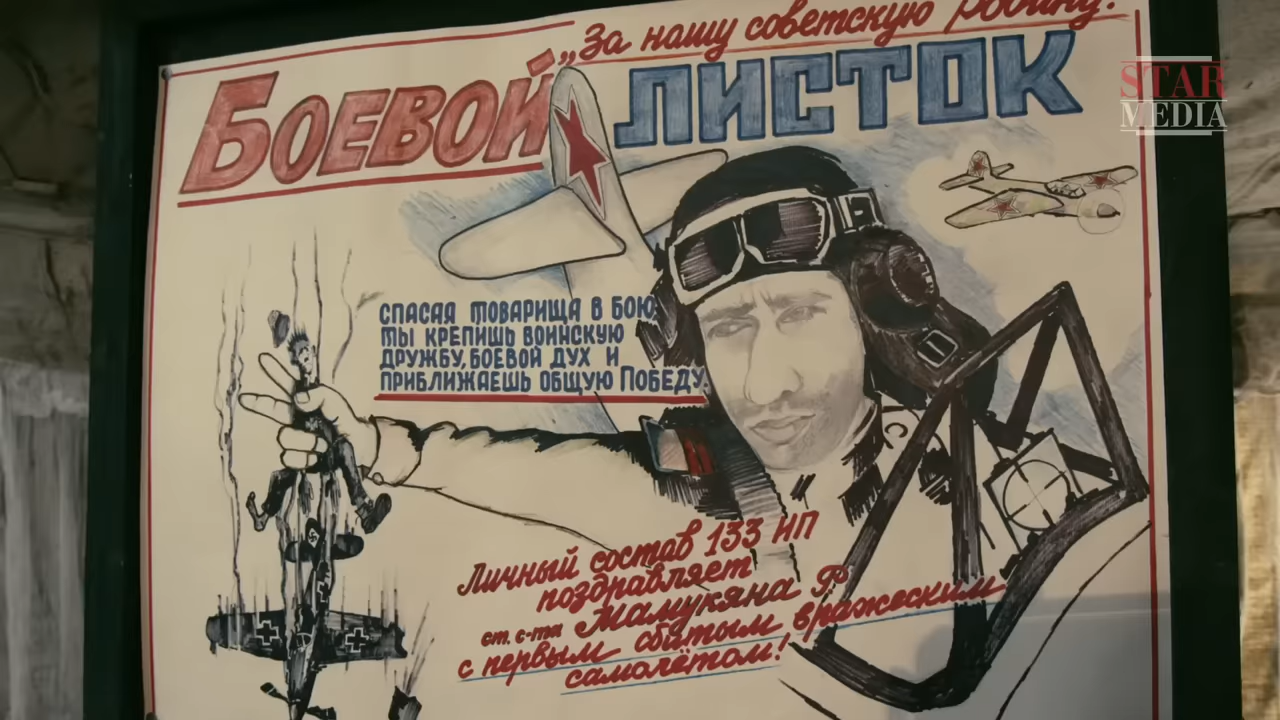 „За нашу советскую Родину!
БОЕВОЙ ЛИСТОК
STAR
MEDIA
СПАСАЯ ТОВАРИЩА В БОЮ
ТЫ КРЕПИШЬ ВОИНСКУЮ
ДРУЖБУ, БОЕВОЙ ДУХ И
ПРИБЛИЖАЕШЬ ОБЩУЮ ПОБЕДУ.
Личный состав 133 ИП
поздравляет
ст. с-та Мамукяна Р
с первым сбитым вражеским
самолётом!